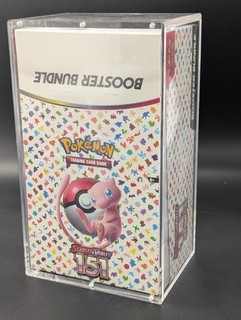 BOOSTER BUNDLE
POKÉMON
TRADING CARD GAME
SCARLET & VIOLET
151